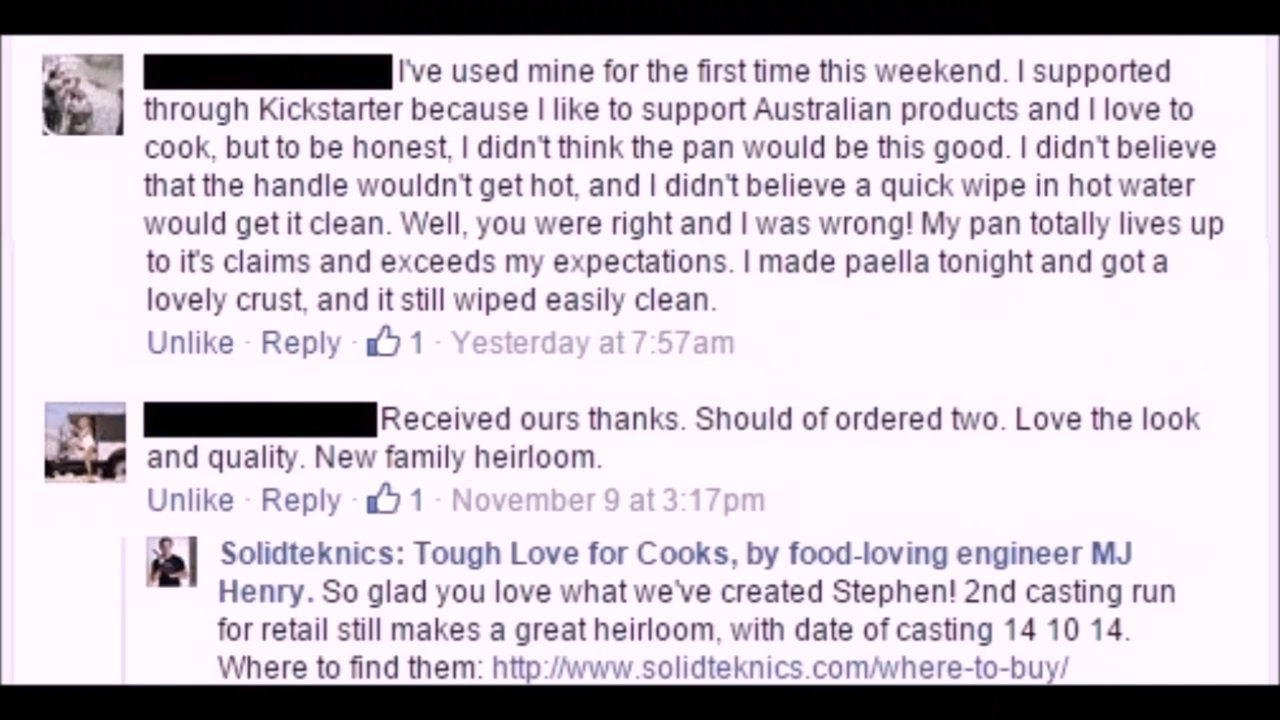 I've used mine for the first time this weekend. I supported
through Kickstarter because I like to support Australian products and I love to
cook, but to be honest, I didn't think the pan would be this good. I didn't believe
that the handle wouldn't get hot, and I didn't believe a quick wipe in hot water
would get it clean. Well, you were right and I was wrong! My pan totally lives up
to it's claims and exceeds my expectations. I made paella tonight and got a
lovely crust, and it still wiped easily clean.
Unlike · Reply · 1 · Yesterday at 7:57am
Received ours thanks. Should of ordered two. Love the look
and quality. New family heirloom.
Unlike · Reply · 1 · November 9 at 3:17pm
Solidteknics: Tough Love for Cooks, by food-loving engineer MJ
Henry. So glad you love what we've created Stephen! 2nd casting run
for retail still makes a great heirloom, with date of casting 14 10 14.
Where to find them: http://www.solidteknics.com/where-to-buy/